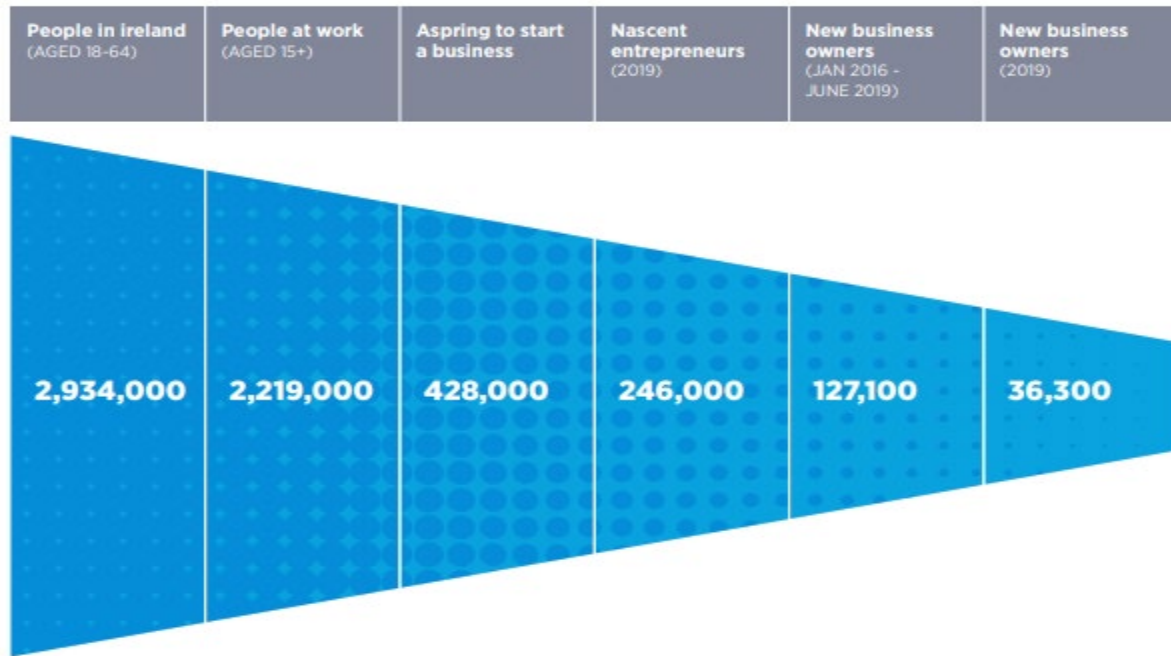 People in ireland
(AGED 18-64)
People at work
(AGED 15+)
Aspring to start
a business
Nascent
entrepreneurs
(2019)
New business
owners
(JAN 2016 -
JUNE 2019)
New business
owners
(2019)
2,934,000
2,219,000
428,000
246,000
127,100
36,300